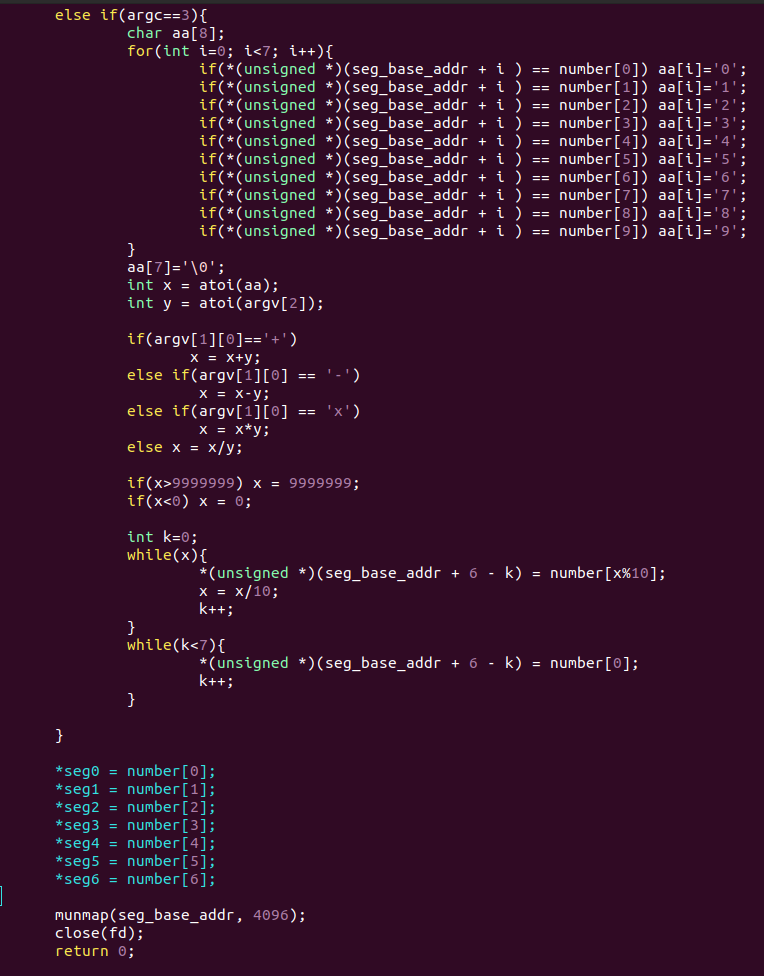 else if(argc==3){
char aa[8];
for(int i=0; i<7; i++){
if(*(unsigned *)(seg_base_addr + i ) == number[0]) aa[i]='0';
if(*(unsigned *)(seg_base_addr + i ) == number[1]) aa[i]='1';
if(*(unsigned *)(seg_base_addr + i ) == number[2]) aa[i]='2';
if(*(unsigned *)(seg_base_addr + i ) == number[3]) aa[i]='3';
if(*(unsigned *)(seg_base_addr + i ) == number[4]) aa[i]='4';
if(*(unsigned *)(seg_base_addr + i ) == number[5]) aa[i]='5';
if(*(unsigned *)(seg_base_addr + i ) == number[6]) aa[i]='6';
if(*(unsigned *)(seg_base_addr + i ) == number[7]) aa[i]='7';
if(*(unsigned *)(seg_base_addr + i ) == number[8]) aa[i]='8';
if(*(unsigned *)(seg_base_addr + i ) == number[9]) aa[i]='9';
}
aa[7]='\0';
int x = atoi(aa);
int y = atoi(argv[2]);
if(argv[1][0]=='+')
x = x+y;
else if(argv[1][0] == '-')
x = x-y;
else if(argv[1][0] == 'x')
x = x*y;
else x = x/y;
if(x>9999999) x = 9999999;
if(x<0) x = 0;
int k=0;
while(x){
*(unsigned *)(seg_base_addr + 6 - k) = number[x%10];
x = x/10;
k++;
}
while(k<7){
*(unsigned *)(seg_base_addr + 6 - k) = number[0];
k++;
}
}
*seg0 = number[0];
*seg1 = number[1];
*seg2 = number[2];
*seg3 = number[3];
*seg4 = number[4];
*seg5 = number[5];
*seg6 = number[6];
munmap(seg_base_addr, 4096);
close(fd);
return 0;